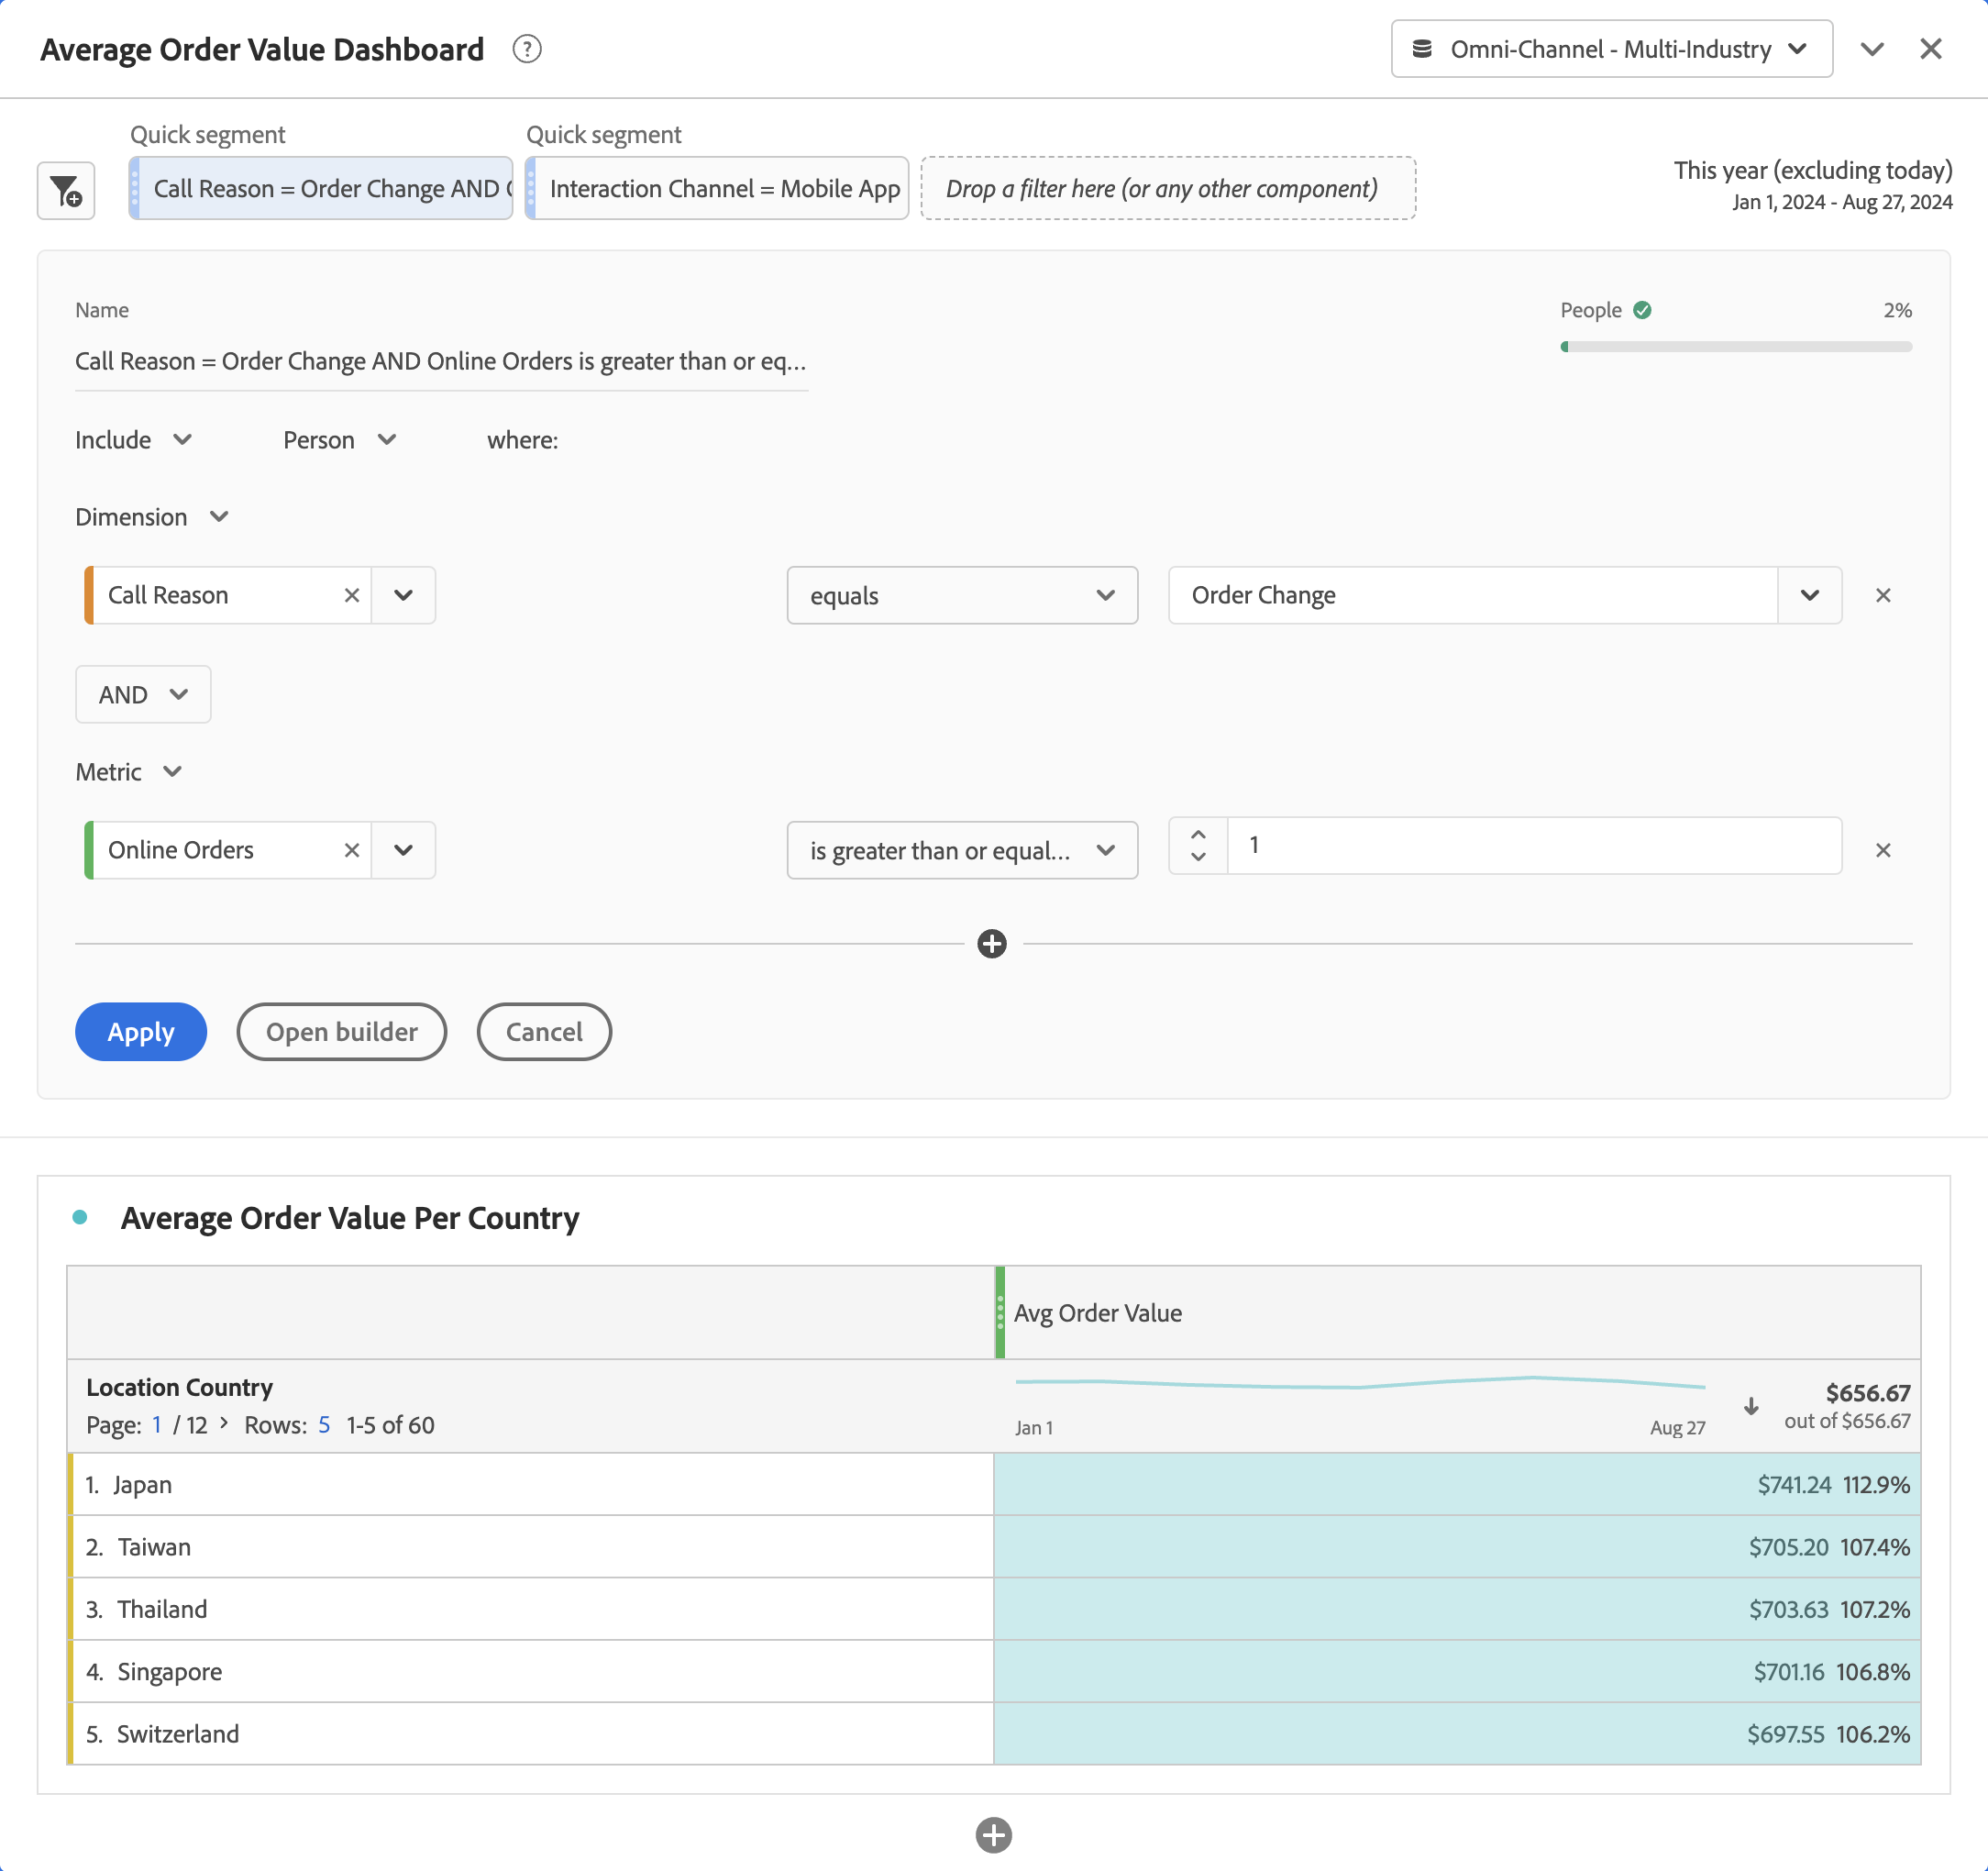 Average Order Value Dashboard ?
Omni-Channel - Multi-Industry
Quick segment
Quick segment
Call Reason = Order Change AND
Interaction Channel = Mobile App
Drop a filter here (or any other component)
This year (excluding today)
Jan 1, 2024 - Aug 27, 2024
Name
People
2%
Call Reason = Order Change AND Online Orders is greater than or eq...
Include
Person
where:
Dimension
Call Reason
equals
Order Change
AND
Metric
Online Orders
is greater than or equal...
1
Apply
Open builder
Cancel
Average Order Value Per Country
Avg Order Value
Location Country
Page: 1 / 12 > Rows: 5 1-5 of 60
Jan 1
Aug 27
$656.67
out of $656.67
1. Japan $741.24 112.9%
2. Taiwan $705.20 107.4%
3. Thailand $703.63 107.2%
4. Singapore $701.16 106.8%
5. Switzerland $697.55 106.2%